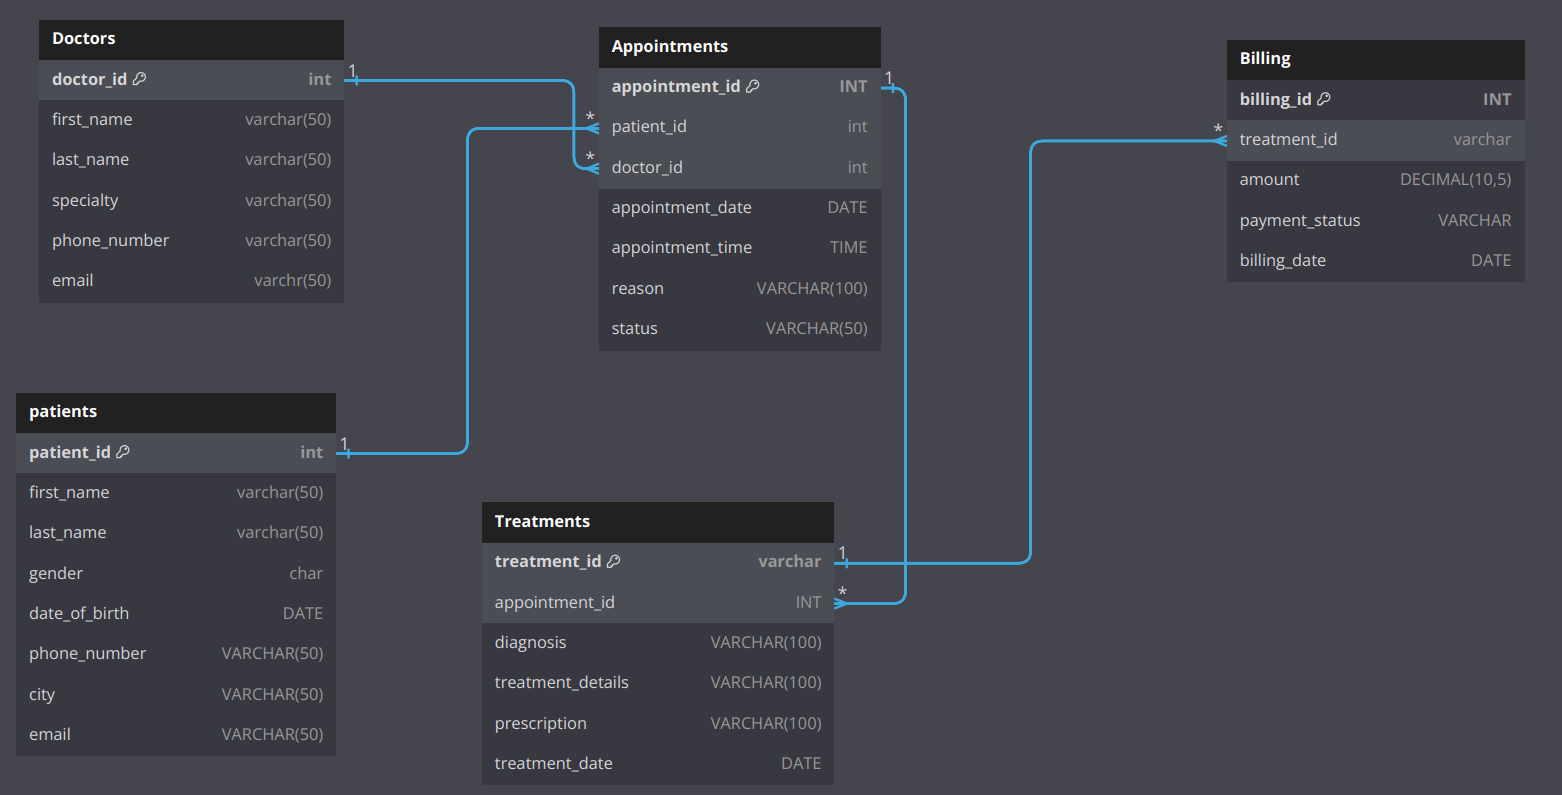 Doctors
doctor_id int
first_name varchar(50)
last_name varchar(50)
specialty varchar(50)
phone_number varchar(50)
email varchr(50)
1
Appointments
appointment_id INT
patient_id int
doctor_id int
appointment_date DATE
appointment_time TIME
reason VARCHAR(100)
status VARCHAR(50)
*
*
1
Billing
billing_id INT
treatment_id varchar
amount DECIMAL(10,5)
payment_status VARCHAR
billing_date DATE
*
patients
patient_id int
first_name varchar(50)
last_name varchar(50)
gender char
date_of_birth DATE
phone_number VARCHAR(50)
city VARCHAR(50)
email VARCHAR(50)
1
Treatments
treatment_id varchar
appointment_id INT
diagnosis VARCHAR(100)
treatment_details VARCHAR(100)
prescription VARCHAR(100)
treatment_date DATE
1
*